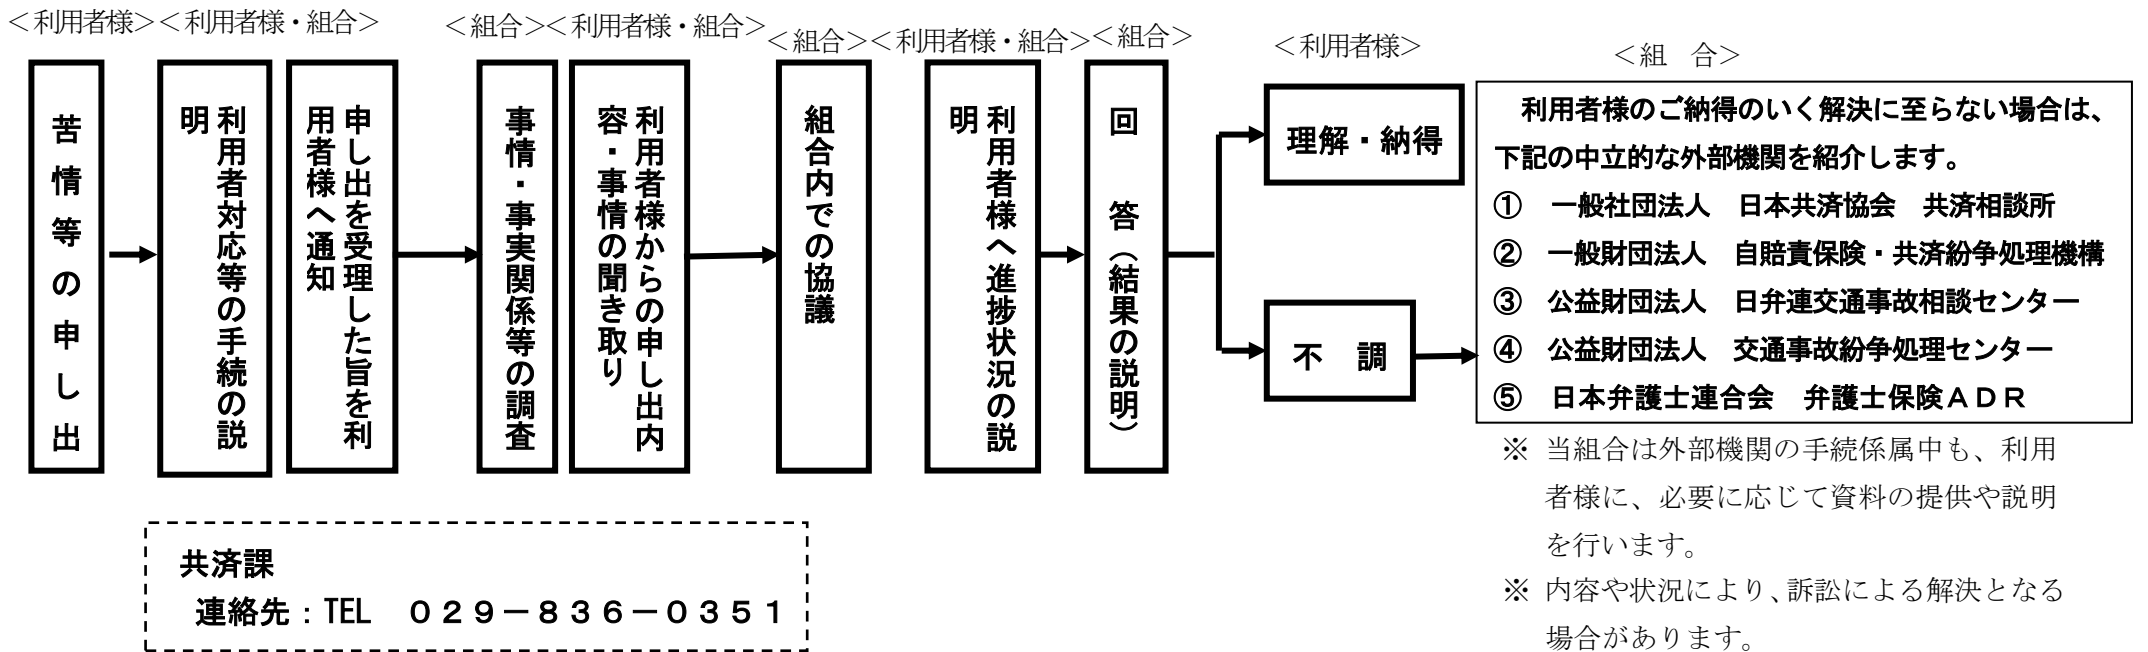 ＜利用者様＞
＜利用者様・組合＞
＜組合＞
＜利用者様・組合＞
＜組合＞
＜利用者様・組合＞
＜組合＞
＜利用者様＞
＜組　合＞
苦情等の申し出
利用者対応等の手続の説
明
申し出を受理した旨を利
用者様へ通知
事情・事実関係等の調査
利用者様からの申し出内
容・事情の聞き取り
組合内での協議
利用者様へ進捗状況の説
明
回　答（結果の説明）
理解・納得
不　調
利用者様のご納得のいく解決に至らない場合は、
下記の中立的な外部機関を紹介します。
①　一般社団法人　日本共済協会　共済相談所
②　一般財団法人　自賠責保険・共済紛争処理機構
③　公益財団法人　日弁連交通事故相談センター
④　公益財団法人　交通事故紛争処理センター
⑤　日本弁護士連合会　弁護士保険ＡＤＲ
※ 当組合は外部機関の手続係属中も、利用
者様に、必要に応じて資料の提供や説明
を行います。
※ 内容や状況により、訴訟による解決となる
場合があります。
共済課
連絡先：TEL　０２９－８３６－０３５１